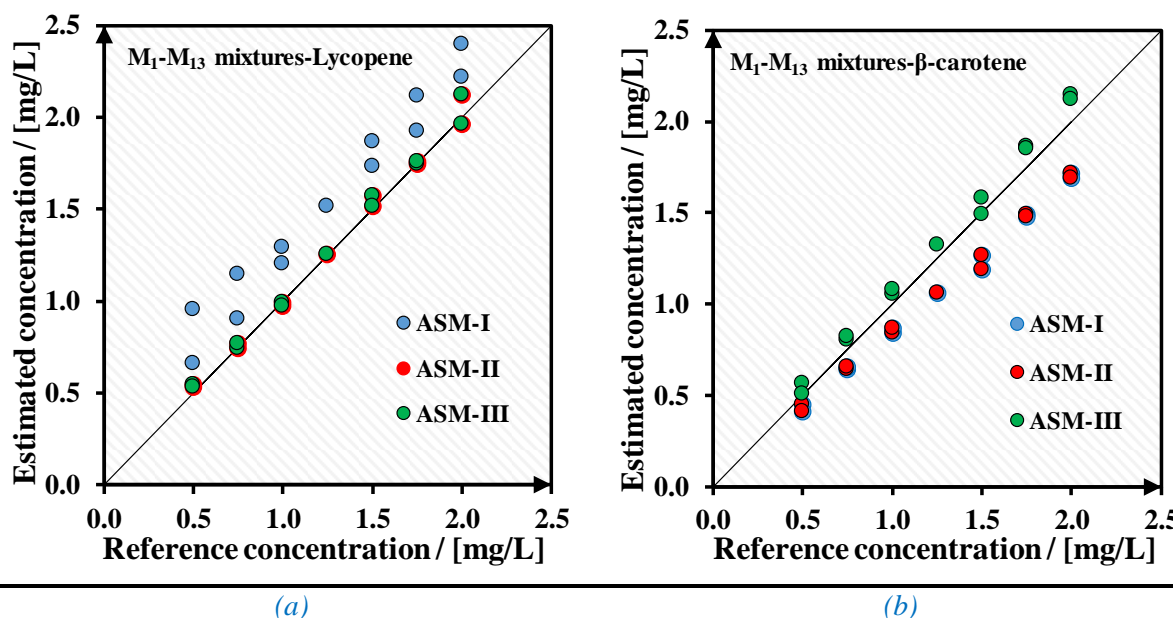 M₁-M₁₃ mixtures-Lycopene
Estimated concentration / [mg/L]
2.5
2.0
1.5
1.0
0.5
0.0
ASM-I
ASM-II
ASM-III
0.0 0.5 1.0 1.5 2.0 2.5
Reference concentration / [mg/L]
(a)
M₁-M₁₃ mixtures-β-carotene
Estimated concentration / [mg/L]
2.5
2.0
1.5
1.0
0.5
0.0
ASM-I
ASM-II
ASM-III
0.0 0.5 1.0 1.5 2.0 2.5
Reference concentration / [mg/L]
(b)